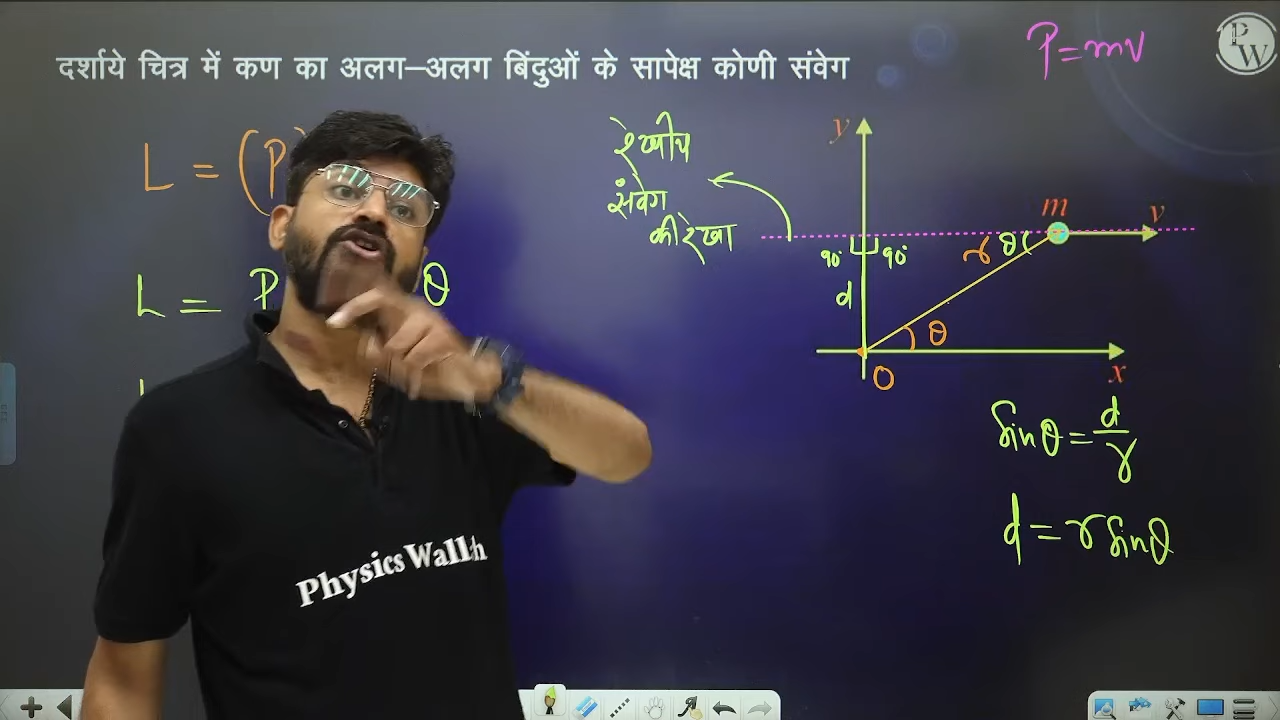 दर्शाये चित्र में कण का अलग–अलग बिंदुओं के सापेक्ष कोणी संवेग
P=mv
P
W
L = (P
L = P θ
रेखीय
संवेग
की रेखा
y
m
v
r θ
90° 90°
d
θ
O
x
sinθ = d/r
d = r sinθ
Physics Wallah